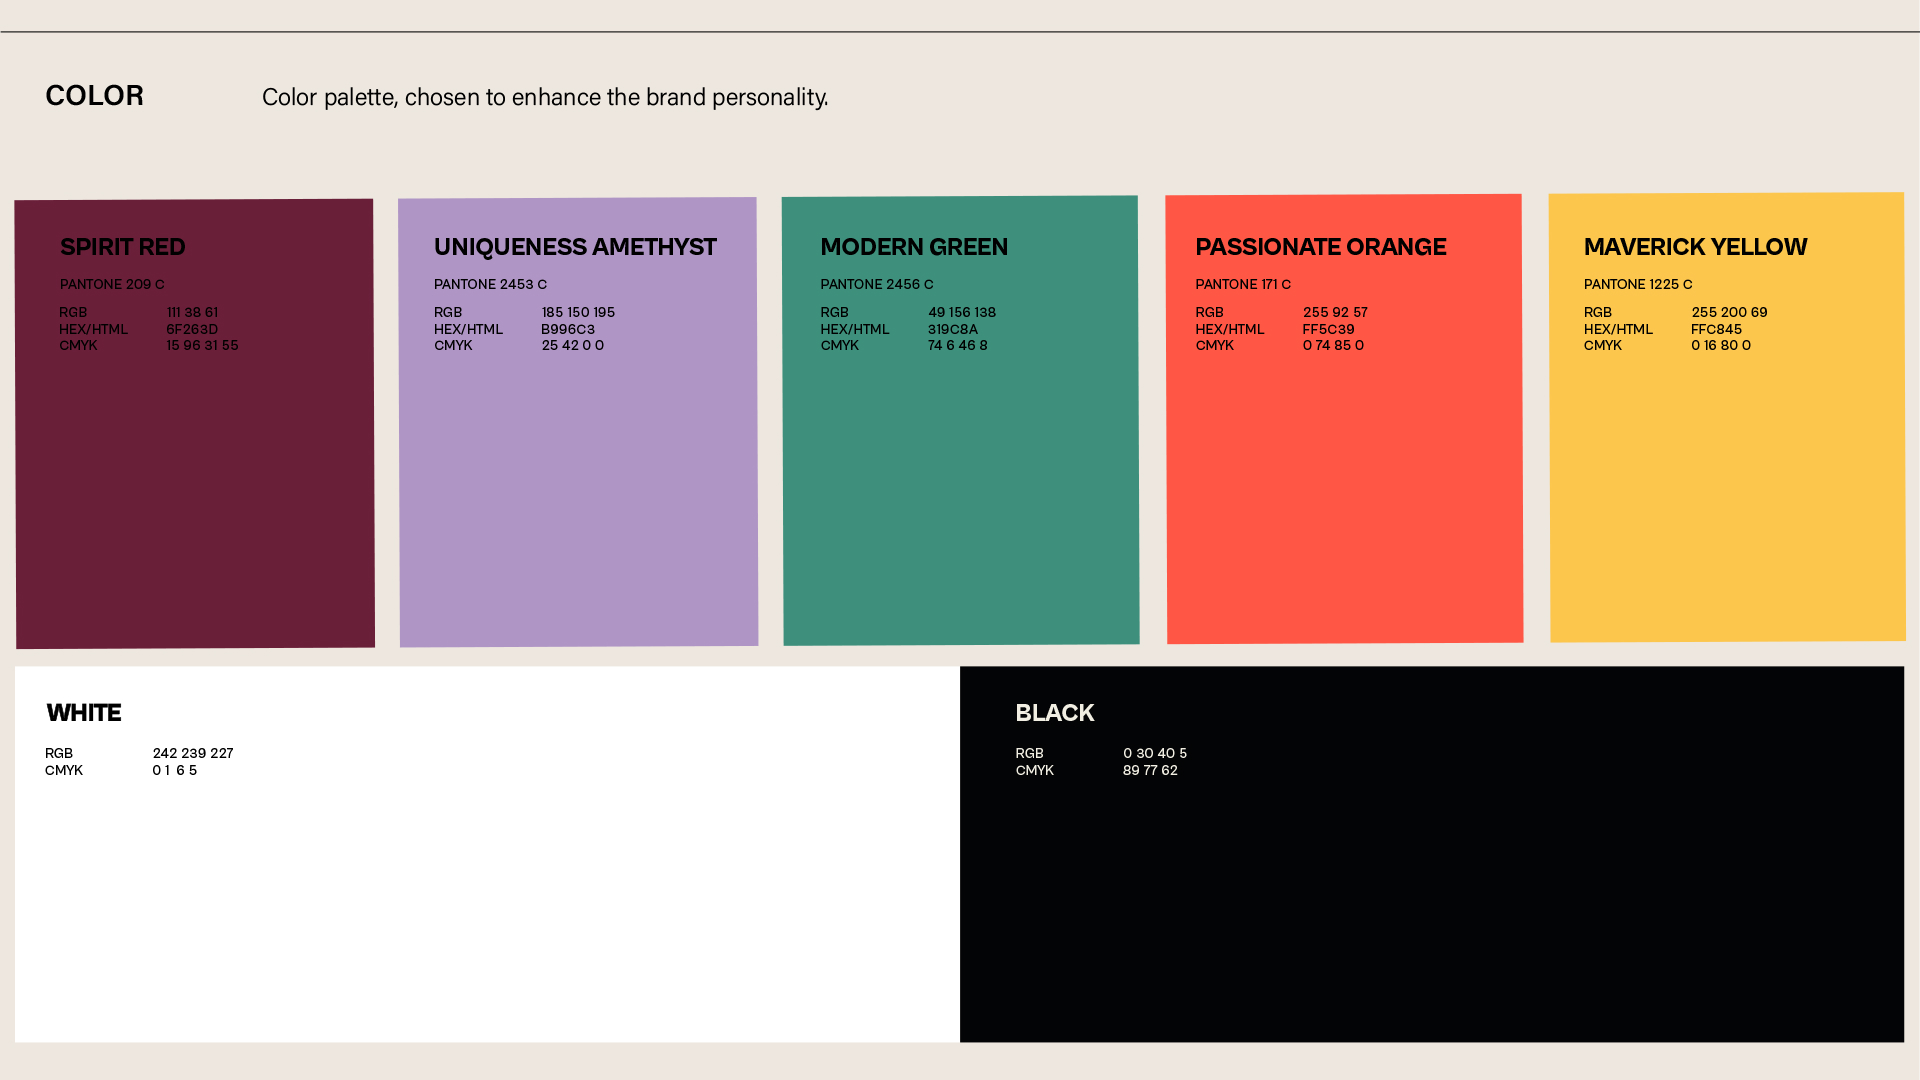 COLOR
Color palette, chosen to enhance the brand personality.
SPIRIT RED
PANTONE 209 C
RGB 111 38 61
HEX/HTML 6F263D
CMYK 15 96 31 55
UNIQUENESS AMETHYST
PANTONE 2453 C
RGB 185 150 195
HEX/HTML B996C3
CMYK 25 42 0 0
MODERN GREEN
PANTONE 2456 C
RGB 49 156 138
HEX/HTML 319C8A
CMYK 74 6 46 8
PASSIONATE ORANGE
PANTONE 171 C
RGB 255 92 57
HEX/HTML FF5C39
CMYK 0 74 85 0
MAVERICK YELLOW
PANTONE 1225 C
RGB 255 200 69
HEX/HTML FFC845
CMYK 0 16 80 0
WHITE
RGB 242 239 227
CMYK 0 1 6 5
BLACK
RGB 0 30 40 5
CMYK 89 77 62